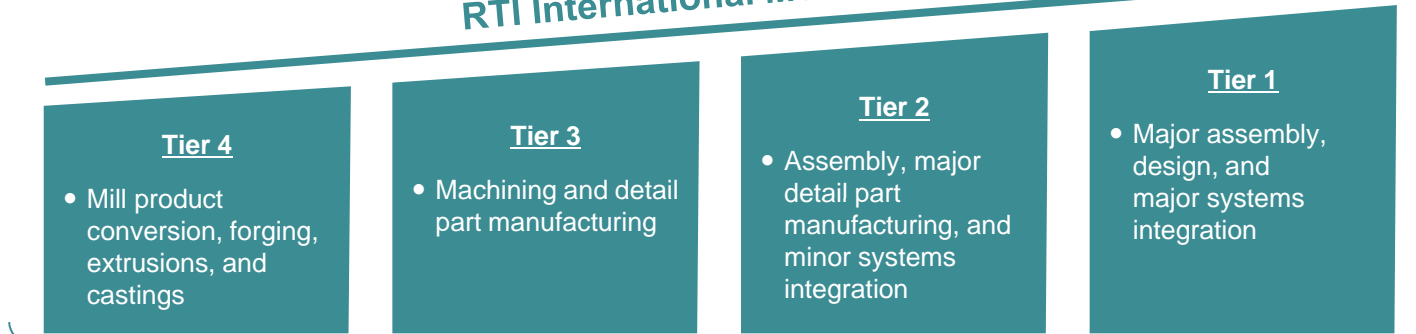 RTI International
Tier 4
• Mill product
conversion, forging,
extrusions, and
castings
Tier 3
• Machining and detail
part manufacturing
Tier 2
• Assembly, major
detail part
manufacturing, and
minor systems
integration
Tier 1
• Major assembly,
design, and
major systems
integration